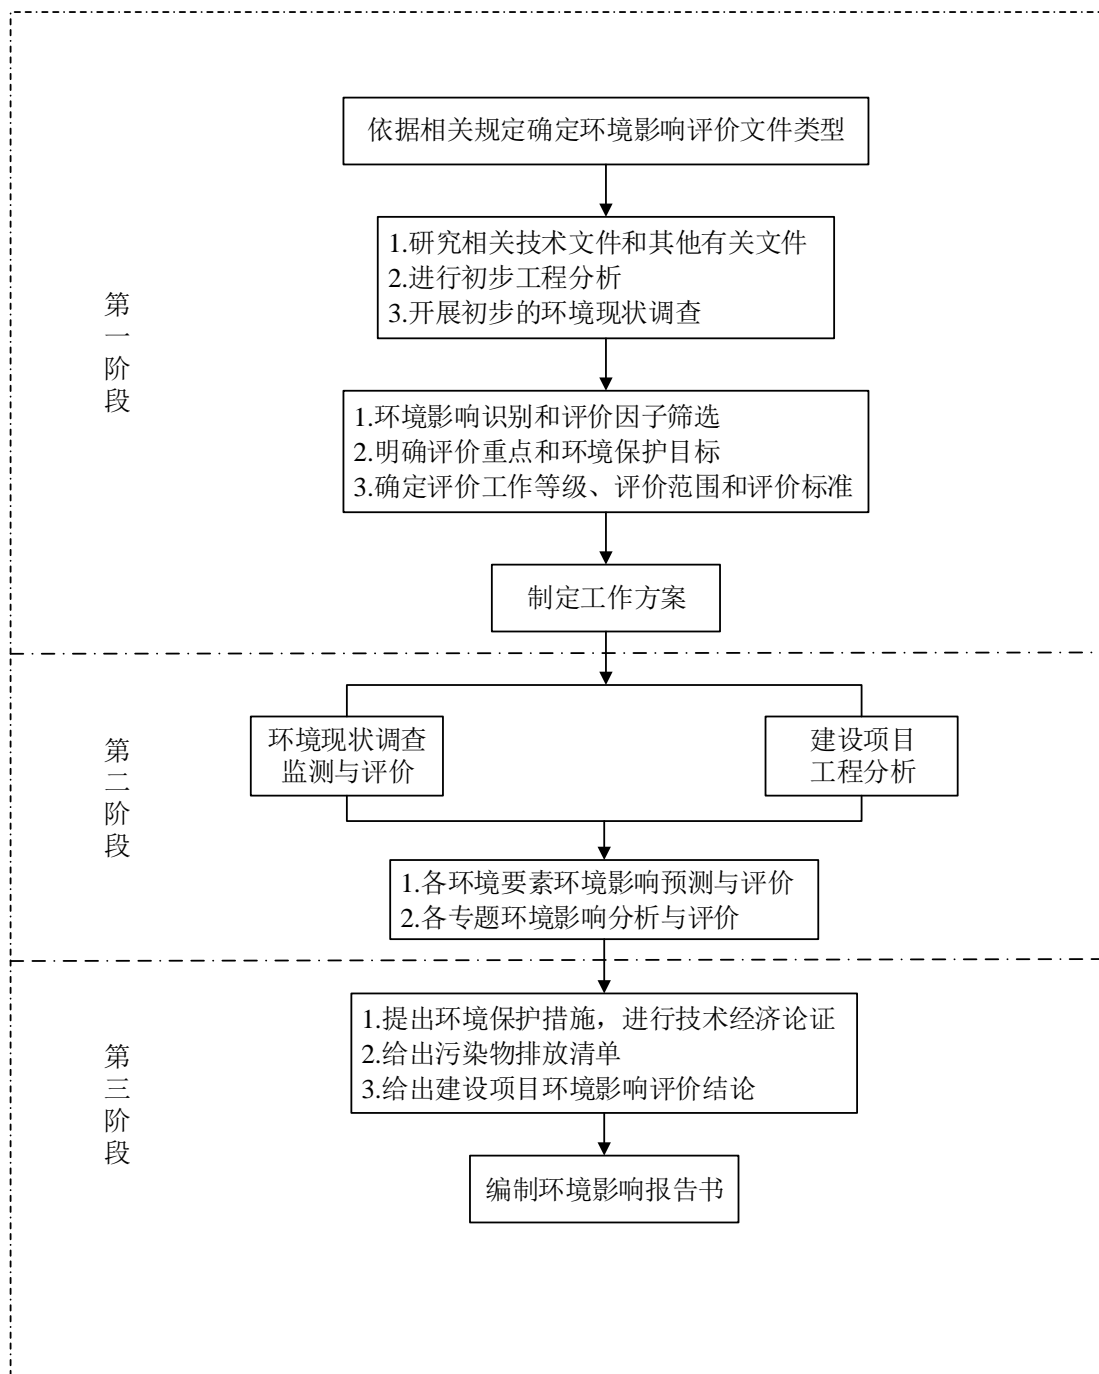 依据相关规定确定环境影响评价文件类型
1.研究相关技术文件和其他有关文件
2.进行初步工程分析
3.开展初步的环境现状调查
第一阶段
1.环境影响识别和评价因子筛选
2.明确评价重点和环境保护目标
3.确定评价工作等级、评价范围和评价标准
制定工作方案
第二阶段
环境现状调查
监测与评价
建设项目
工程分析
1.各环境要素环境影响预测与评价
2.各专题环境影响分析与评价
第三阶段
1.提出环境保护措施，进行技术经济论证
2.给出污染物排放清单
3.给出建设项目环境影响评价结论
编制环境影响报告书